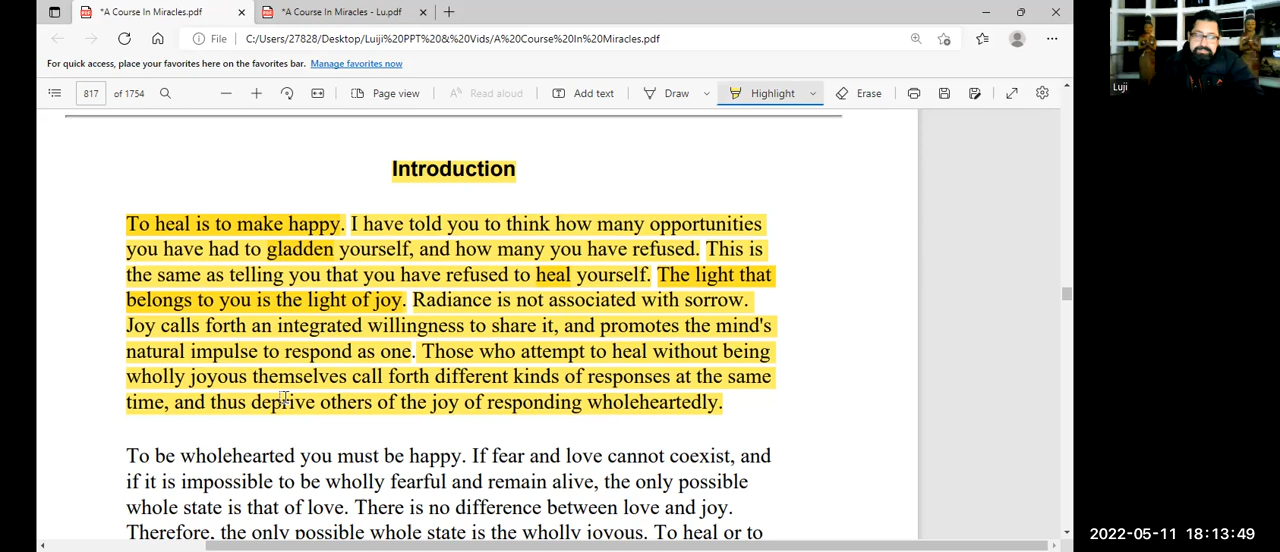 *A Course In Miracles.pdf
*A Course In Miracles - Lu.pdf
File
C:/Users/27828/Desktop/Luiji%20PPT%20&%20Vids/A%20Course%20In%20Miracles.pdf
For quick access, place your favorites here on the favorites bar. Manage favorites now
817 of 1754
Page view
Read aloud
Add text
Draw
Highlight
Erase
Luji
Introduction
To heal is to make happy. I have told you to think how many opportunities
you have had to gladden yourself, and how many you have refused. This is
the same as telling you that you have refused to heal yourself. The light that
belongs to you is the light of joy. Radiance is not associated with sorrow.
Joy calls forth an integrated willingness to share it, and promotes the mind's
natural impulse to respond as one. Those who attempt to heal without being
wholly joyous themselves call forth different kinds of responses at the same
time, and thus deprive others of the joy of responding wholeheartedly.
To be wholehearted you must be happy. If fear and love cannot coexist, and
if it is impossible to be wholly fearful and remain alive, the only possible
whole state is that of love. There is no difference between love and joy.
Therefore, the only possible whole state is the wholly joyous. To heal or to
2022-05-11 18:13:49